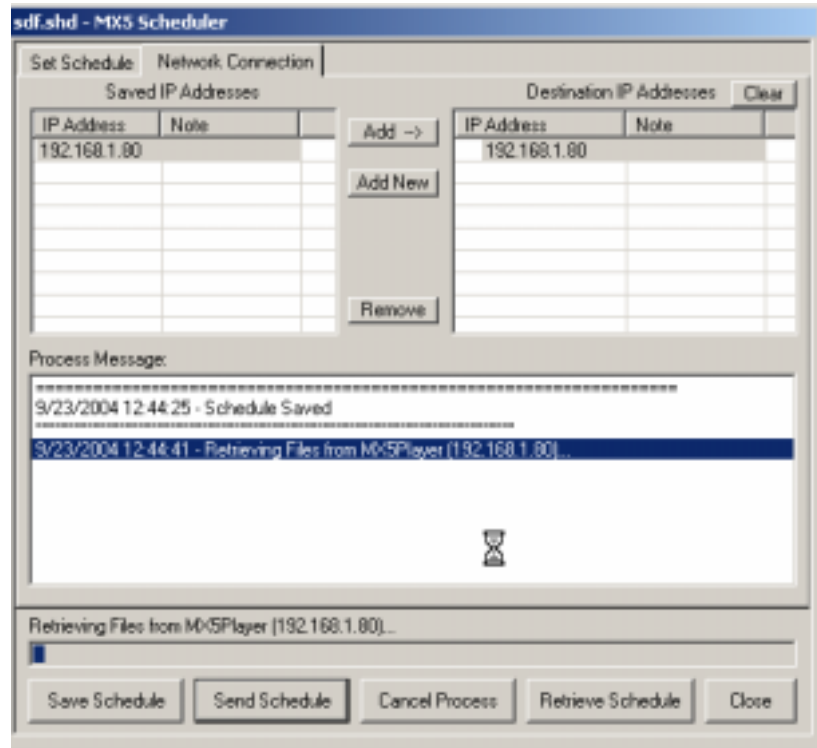 sdf.shd - MX5 Scheduler
Set Schedule Network Connection
Saved IP Addresses Destination IP Addresses Clear
IP Address Note Add -> IP Address Note
192.168.1.80 192.168.1.80
Add New
Remove
Process Message:
9/23/2004 12:44:25 - Schedule Saved
9/23/2004 12:44:41 - Retrieving Files from MX5Player (192.168.1.80)...
Retrieving Files from MX5Player (192.168.1.80)...
Save Schedule Send Schedule Cancel Process Retrieve Schedule Close